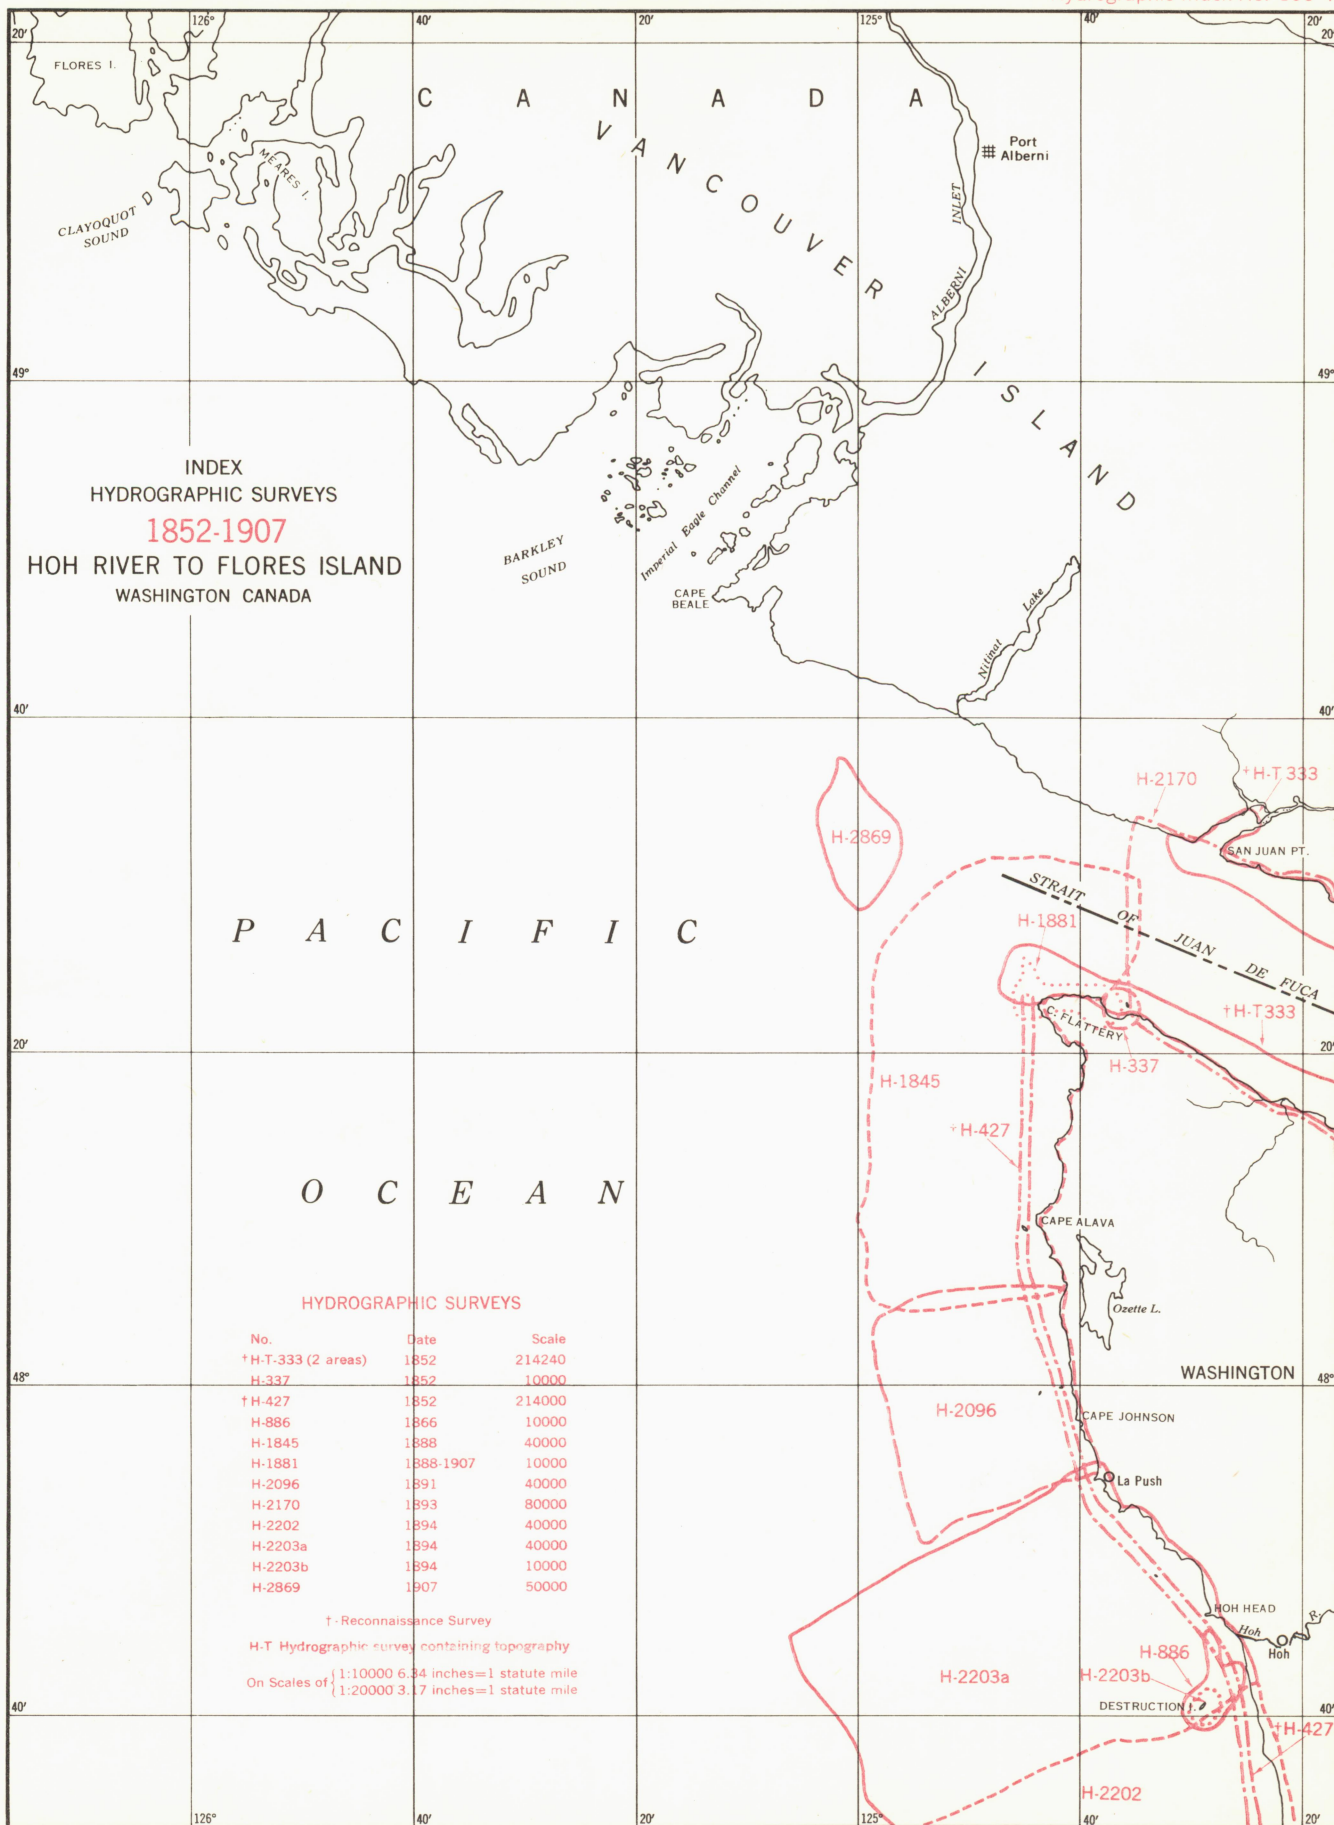 126°
40'
20'
125°
40'
20'
20'
20'
FLORES I.
CANADA
VANCOUVER
ISLAND
Port
Alberni
MEARES I.
CLAYOQUOT
SOUND
ALBERNI INLET
49°
49°
INDEX
HYDROGRAPHIC SURVEYS
1852-1907
HOH RIVER TO FLORES ISLAND
WASHINGTON CANADA
BARKLEY
SOUND
Imperial Eagle Channel
CAPE
BEALE
Nitinat Lake
40'
40'
H-2170
†H-T 333
H-2869
SAN JUAN PT.
STRAIT OF JUAN DE FUCA
PACIFIC
H-1881
C. FLATTERY
†H-T333
20'
20'
H-337
H-1845
†H-427
OCEAN
CAPE ALAVA
Ozette L.
HYDROGRAPHIC SURVEYS
No. Date Scale
†H-T-333 (2 areas) 1852 214240
H-337 1852 10000
†H-427 1852 214000
H-886 1866 10000
H-1845 1888 40000
H-1881 1888-1907 10000
H-2096 1891 40000
H-2170 1893 80000
H-2202 1894 40000
H-2203a 1894 40000
H-2203b 1894 10000
H-2869 1907 50000
†-Reconnaissance Survey
H-T Hydrographic survey containing topography
On Scales of {1:10000 6.34 inches=1 statute mile
{1:20000 3.17 inches=1 statute mile
48°
48°
WASHINGTON
H-2096
CAPE JOHNSON
La Push
HOH HEAD
Hoh R.
Hoh
H-886
H-2203a
H-2203b
DESTRUCTION I.
40'
40'
†H-427
H-2202
126°
40'
20'
125°
40'
20'